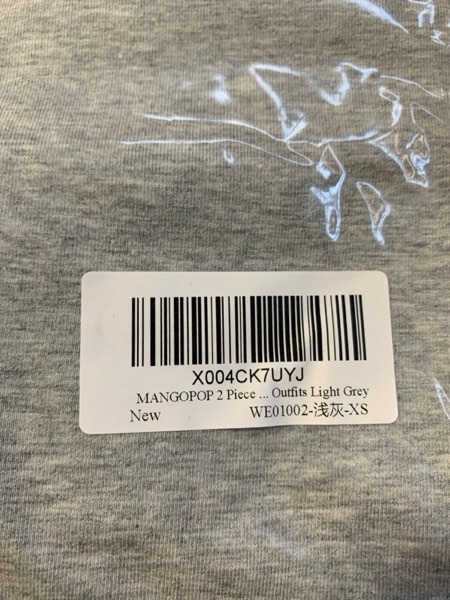 X004CK7UYJ
MANGOPOP 2 Piece ... Outfits Light Grey
New WE01002-浅灰-XS